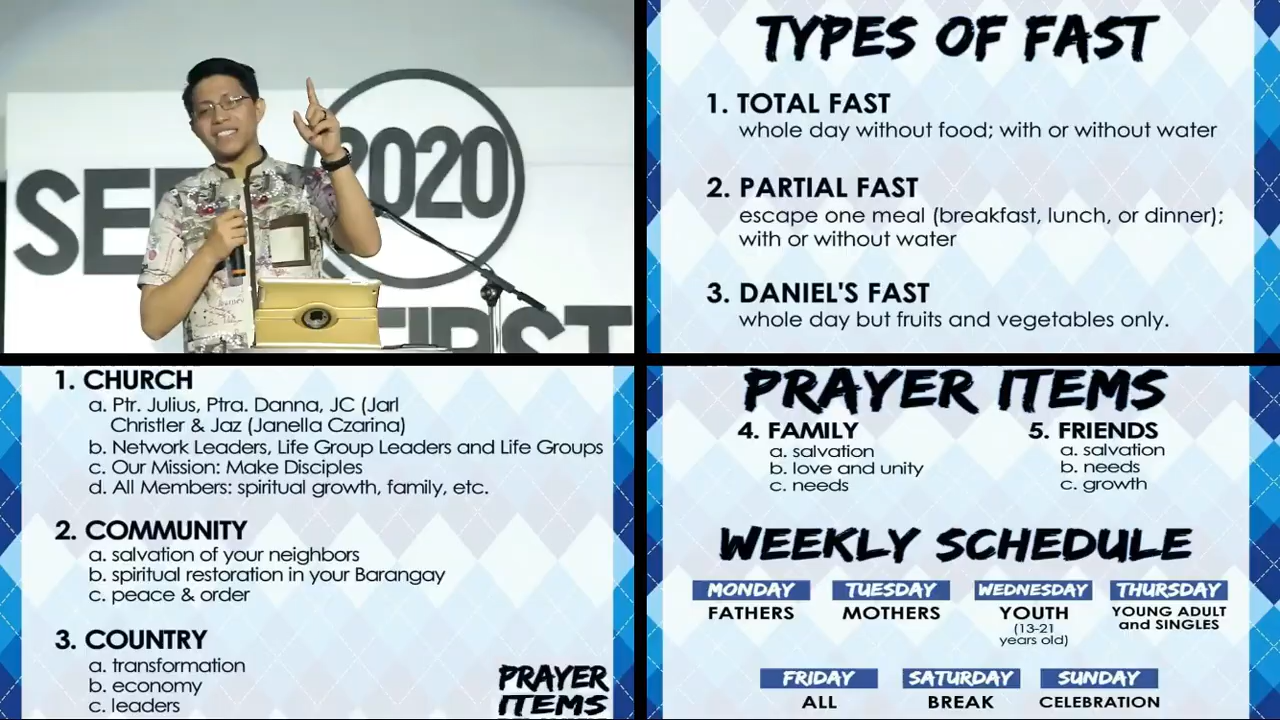 2020
TYPES OF FAST
1. TOTAL FAST
whole day without food; with or without water
2. PARTIAL FAST
escape one meal (breakfast, lunch, or dinner);
with or without water
3. DANIEL'S FAST
whole day but fruits and vegetables only.
1. CHURCH
a. Ptr. Julius, Ptra. Danna, JC (Jarl
Christler & Jaz (Janella Czarina)
b. Network Leaders, Life Group Leaders and Life Groups
c. Our Mission: Make Disciples
d. All Members: spiritual growth, family, etc.
2. COMMUNITY
a. salvation of your neighbors
b. spiritual restoration in your Barangay
c. peace & order
3. COUNTRY
a. transformation
b. economy
c. leaders
PRAYER
ITEMS
PRAYER ITEMS
4. FAMILY
a. salvation
b. love and unity
c. needs
5. FRIENDS
a. salvation
b. needs
c. growth
WEEKLY SCHEDULE
MONDAY
FATHERS
TUESDAY
MOTHERS
WEDNESDAY
YOUTH
(13-21
years old)
THURSDAY
YOUNG ADULT
and SINGLES
FRIDAY
ALL
SATURDAY
BREAK
SUNDAY
CELEBRATION